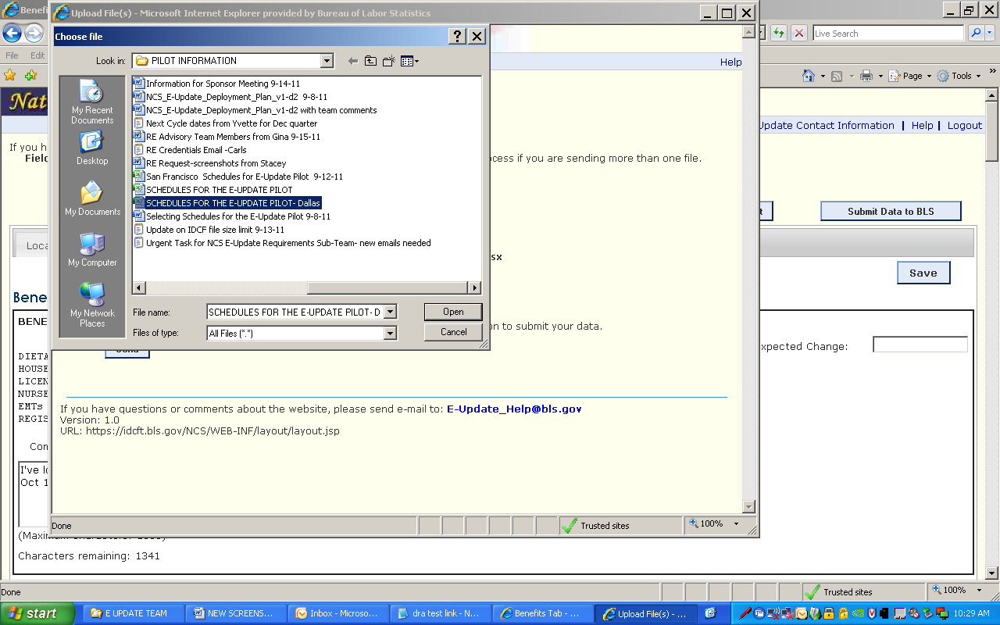 Benefi
Upload File(s) - Microsoft Internet Explorer provided by Bureau of Labor Statistics
Choose file
Live Search
File Edit
Look in: PILOT INFORMATION
Help
Page Tools
My Recent Documents
Desktop
My Documents
My Computer
My Network Places
Information for Sponsor Meeting 9-14-11
NCS_E-Update_Deployment_Plan_v1-d2 9-8-11
NCS_E-Update_Deployment_Plan_v1-d2 with team comments
Next Cycle dates from Yvette for Dec quarter
RE Advisory Team Members from Gina 9-15-11
RE Credentials Email -Carls
RE Request-screenshots from Stacey
San Francisco Schedules for E-Update Pilot 9-12-11
SCHEDULES FOR THE E-UPDATE PILOT
SCHEDULES FOR THE E-UPDATE PILOT- Dallas
Selecting Schedules for the E-Update Pilot 9-8-11
Update on IDCF file size limit 9-13-11
Urgent Task for NCS E-Update Requirements Sub-Team- new emails needed
File name: SCHEDULES FOR THE E-UPDATE PILOT- D
Open
Files of type: All Files (*.*)
Cancel
Nat
Update Contact Information | Help | Logout
If you h
Fiel
cess if you are sending more than one file.
t
Submit Data to BLS
Loca
sx
Save
Bene
BENE
on to submit your data.
xpected Change:
DIETA
HOUSE
LICEN
NURSE
EMTs
REGIS
Send
If you have questions or comments about the website, please send e-mail to: E-Update_Help@bls.gov
Version: 1.0
URL: https://idcft.bls.gov/NCS/WEB-INF/layout/layout.jsp
Con
I've lo
Oct 1
Done
Trusted sites
100%
Characters remaining: 1341
Done
Trusted sites
100%
start
E UPDATE TEAM
NEW SCREENS...
Inbox - Microso...
dra test link - N...
Benefits Tab - ...
Upload File(s) - ...
10:29 AM